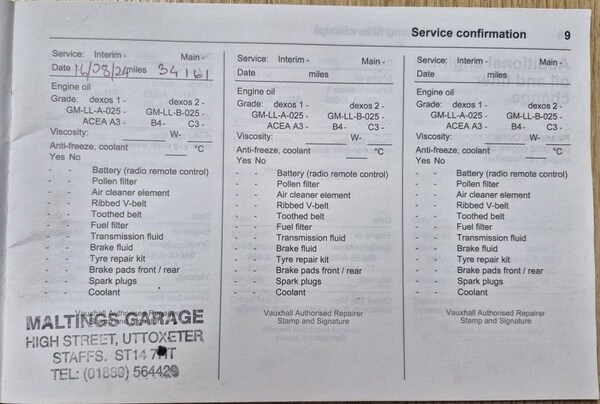 Service confirmation 9
Service: Interim - Main -
Date 16/08/24 miles 34161
Engine oil
Grade: dexos 1 - dexos 2 -
GM-LL-A-025 - GM-LL-B-025 -
ACEA A3 - B4- C3 -
Viscosity: W-
Anti-freeze, coolant °C
Yes No
- - Battery (radio remote control)
- - Pollen filter
- - Air cleaner element
- - Ribbed V-belt
- - Toothed belt
- - Fuel filter
- - Transmission fluid
- - Brake fluid
- - Tyre repair kit
- - Brake pads front / rear
- - Spark plugs
- - Coolant
Vauxhall Authorised Repairer
Stamp and Signature
MALTINGS GARAGE
HIGH STREET, UTTOXETER
STAFFS. ST14 7HT
TEL: (01889) 564429
Service: Interim - Main -
Date miles
Engine oil
Grade: dexos 1 - dexos 2 -
GM-LL-A-025 - GM-LL-B-025 -
ACEA A3 - B4- C3 -
Viscosity: W-
Anti-freeze, coolant °C
Yes No
- - Battery (radio remote control)
- - Pollen filter
- - Air cleaner element
- - Ribbed V-belt
- - Toothed belt
- - Fuel filter
- - Transmission fluid
- - Brake fluid
- - Tyre repair kit
- - Brake pads front / rear
- - Spark plugs
- - Coolant
Vauxhall Authorised Repairer
Stamp and Signature
Service: Interim - Main -
Date miles
Engine oil
Grade: dexos 1 - dexos 2 -
GM-LL-A-025 - GM-LL-B-025 -
ACEA A3 - B4- C3 -
Viscosity: W-
Anti-freeze, coolant °C
Yes No
- - Battery (radio remote control)
- - Pollen filter
- - Air cleaner element
- - Ribbed V-belt
- - Toothed belt
- - Fuel filter
- - Transmission fluid
- - Brake fluid
- - Tyre repair kit
- - Brake pads front / rear
- - Spark plugs
- - Coolant
Vauxhall Authorised Repairer
Stamp and Signature